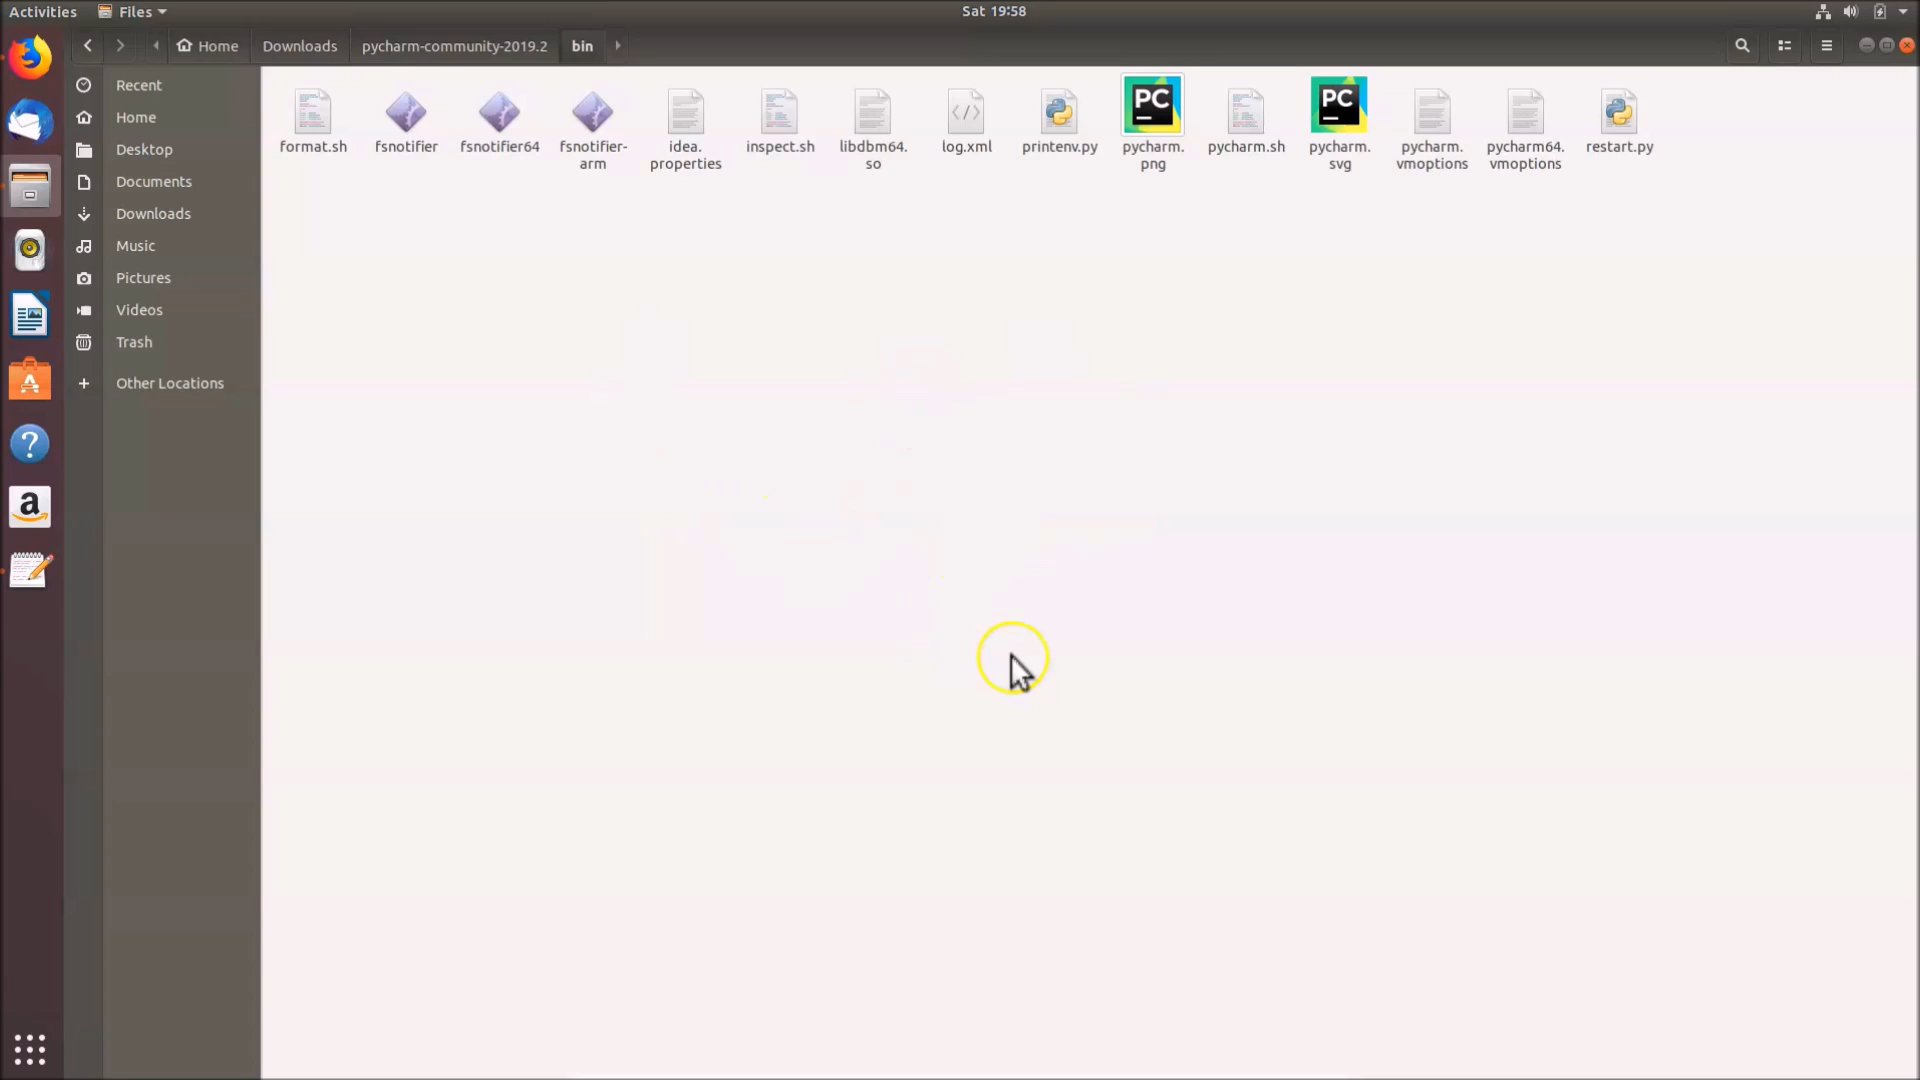 Activities Files Sat 19:58
Home Downloads pycharm-community-2019.2 bin
Recent
Home
Desktop
Documents
Downloads
Music
Pictures
Videos
Trash
Other Locations
format.sh fsnotifier fsnotifier64 fsnotifier- idea. inspect.sh libdbm64. log.xml printenv.py pycharm. pycharm.sh pycharm. pycharm. pycharm64. restart.py
arm properties so png svg vmoptions vmoptions
PC PC